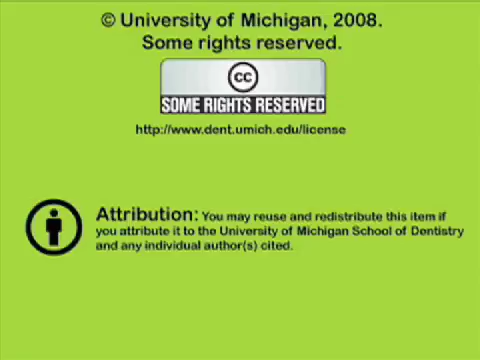 © University of Michigan, 2008.
Some rights reserved.
cc
SOME RIGHTS RESERVED
http://www.dent.umich.edu/license
Attribution: You may reuse and redistribute this item if
you attribute it to the University of Michigan School of Dentistry
and any individual author(s) cited.